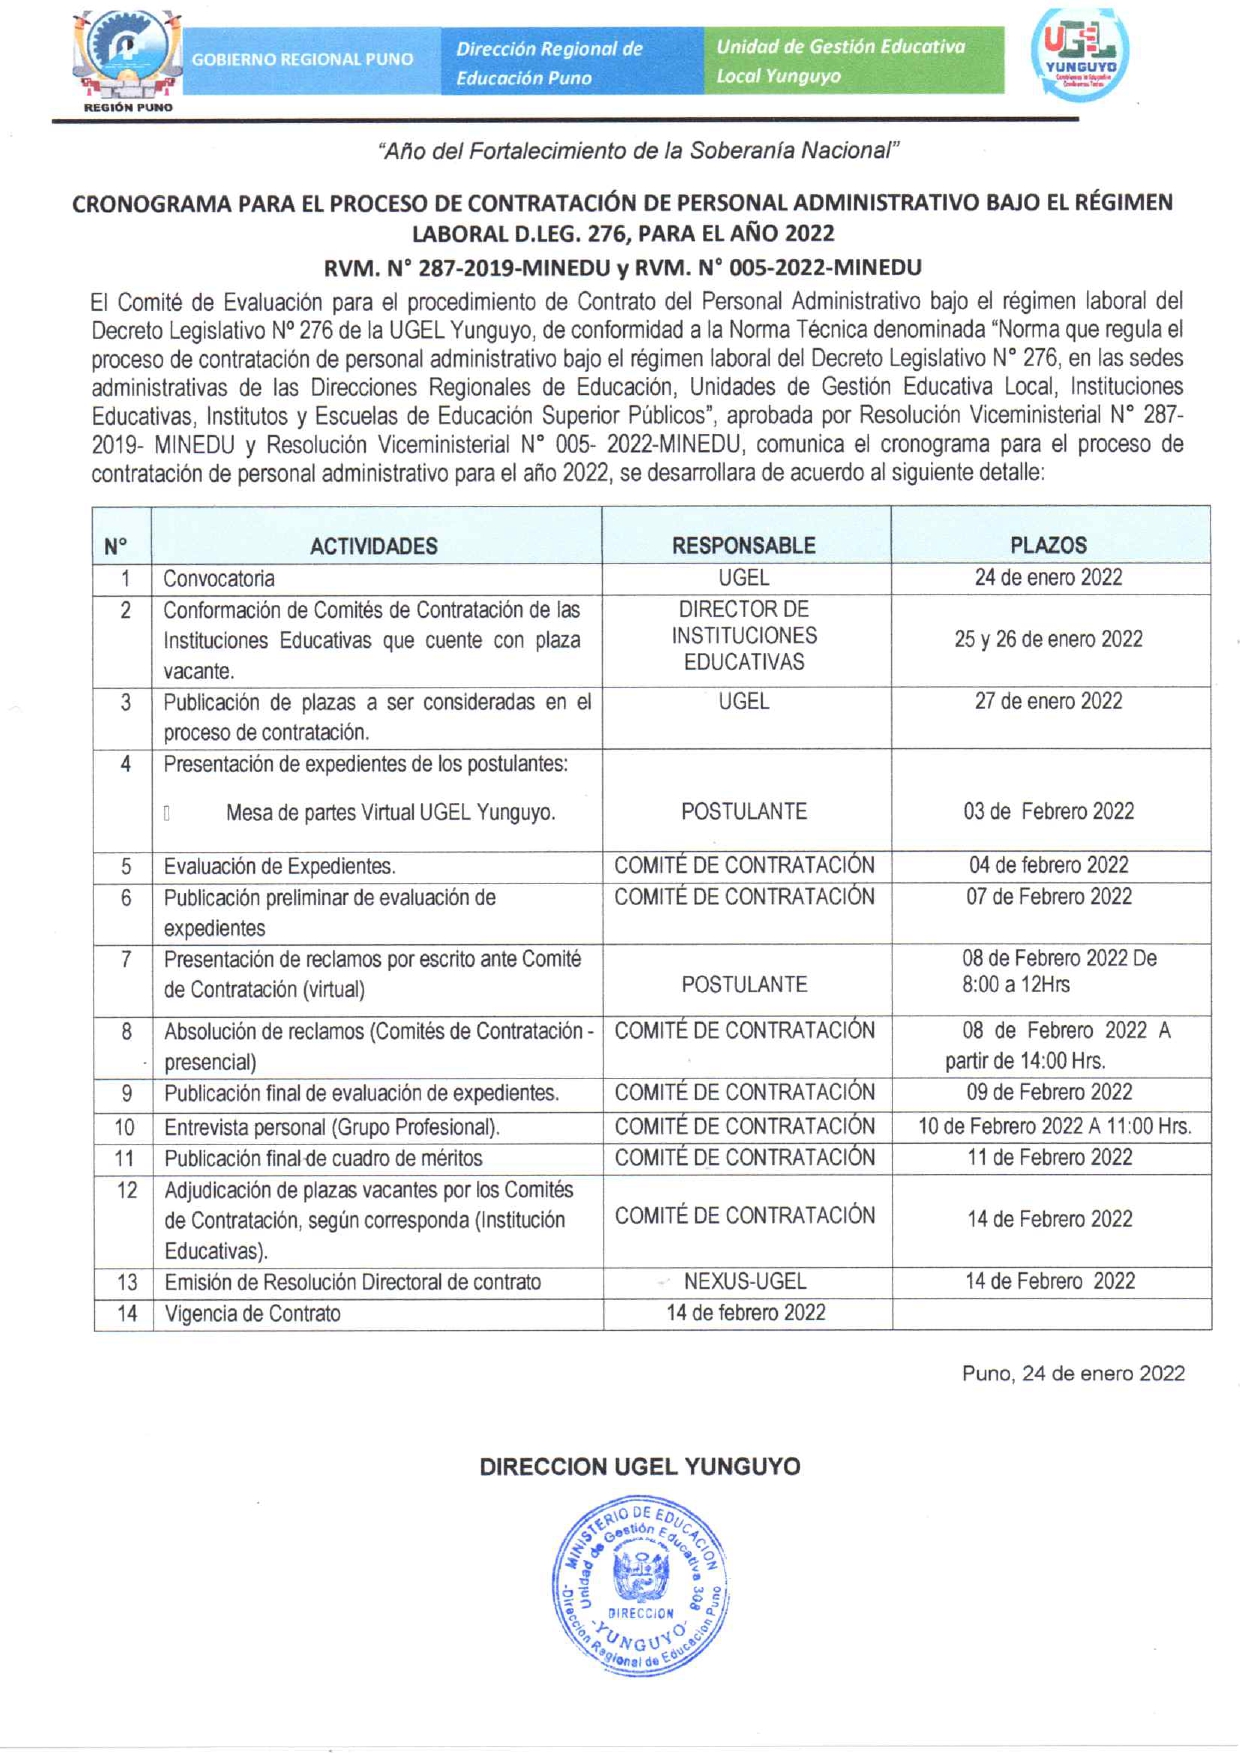 GOBIERNO REGIONAL PUNO
Dirección Regional de
Educación Puno
Unidad de Gestión Educativa
Local Yunguyo
UGEL
YUNGUYO
REGIÓN PUNO
“Año del Fortalecimiento de la Soberanía Nacional”
CRONOGRAMA PARA EL PROCESO DE CONTRATACIÓN DE PERSONAL ADMINISTRATIVO BAJO EL RÉGIMEN
LABORAL D.LEG. 276, PARA EL AÑO 2022
RVM. N° 287-2019-MINEDU y RVM. N° 005-2022-MINEDU
El Comité de Evaluación para el procedimiento de Contrato del Personal Administrativo bajo el régimen laboral del
Decreto Legislativo Nº 276 de la UGEL Yunguyo, de conformidad a la Norma Técnica denominada “Norma que regula el
proceso de contratación de personal administrativo bajo el régimen laboral del Decreto Legislativo N° 276, en las sedes
administrativas de las Direcciones Regionales de Educación, Unidades de Gestión Educativa Local, Instituciones
Educativas, Institutos y Escuelas de Educación Superior Públicos”, aprobada por Resolución Viceministerial N° 287-
2019- MINEDU y Resolución Viceministerial N° 005- 2022-MINEDU, comunica el cronograma para el proceso de
contratación de personal administrativo para el año 2022, se desarrollara de acuerdo al siguiente detalle:
N° ACTIVIDADES RESPONSABLE PLAZOS
1 Convocatoria UGEL 24 de enero 2022
2 Conformación de Comités de Contratación de las
Instituciones Educativas que cuente con plaza
vacante.
DIRECTOR DE
INSTITUCIONES
EDUCATIVAS
25 y 26 de enero 2022
3 Publicación de plazas a ser consideradas en el
proceso de contratación.
UGEL 27 de enero 2022
4 Presentación de expedientes de los postulantes:
Mesa de partes Virtual UGEL Yunguyo. POSTULANTE 03 de Febrero 2022
5 Evaluación de Expedientes. COMITÉ DE CONTRATACIÓN 04 de febrero 2022
6 Publicación preliminar de evaluación de
expedientes
COMITÉ DE CONTRATACIÓN 07 de Febrero 2022
7 Presentación de reclamos por escrito ante Comité
de Contratación (virtual)
POSTULANTE
08 de Febrero 2022 De
8:00 a 12Hrs
8 Absolución de reclamos (Comités de Contratación -
presencial)
COMITÉ DE CONTRATACIÓN
08 de Febrero 2022 A
partir de 14:00 Hrs.
9 Publicación final de evaluación de expedientes. COMITÉ DE CONTRATACIÓN 09 de Febrero 2022
10 Entrevista personal (Grupo Profesional). COMITÉ DE CONTRATACIÓN 10 de Febrero 2022 A 11:00 Hrs.
11 Publicación final de cuadro de méritos COMITÉ DE CONTRATACIÓN 11 de Febrero 2022
12 Adjudicación de plazas vacantes por los Comités
de Contratación, según corresponda (Institución
Educativas).
COMITÉ DE CONTRATACIÓN 14 de Febrero 2022
13 Emisión de Resolución Directoral de contrato NEXUS-UGEL 14 de Febrero 2022
14 Vigencia de Contrato 14 de febrero 2022
Puno, 24 de enero 2022
DIRECCION UGEL YUNGUYO
MINISTERIO DE EDUCACION
Unidad de Gestión Educativa 308
DIRECCION
-YUNGUYO-
-Dirección Regional de Educación Puno